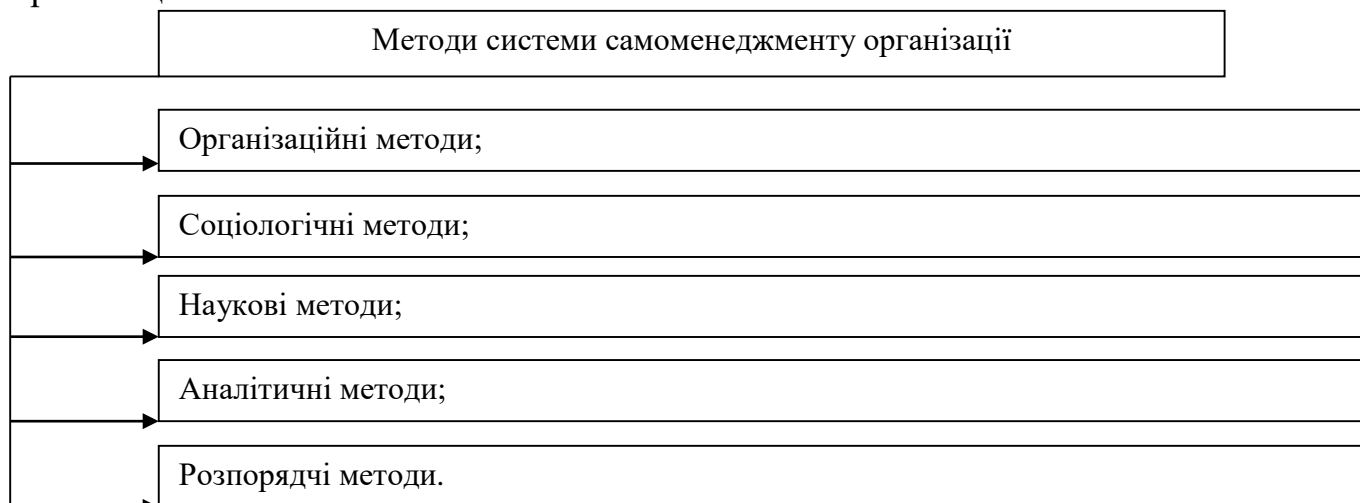 Методи системи самоменеджменту організації
Організаційні методи;
Соціологічні методи;
Наукові методи;
Аналітичні методи;
Розпорядчі методи.